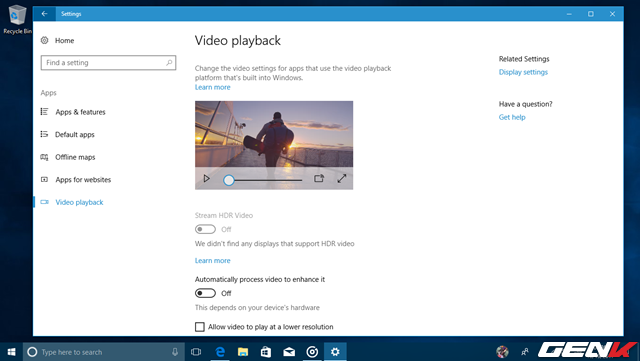 Recycle Bin
Settings
Home
Find a setting
Apps
Apps & features
Default apps
Offline maps
Apps for websites
Video playback
Video playback
Change the video settings for apps that use the video playback
platform that's built into Windows.
Learn more
Stream HDR Video
Off
We didn't find any displays that support HDR video
Learn more
Automatically process video to enhance it
Off
This depends on your device's hardware
Allow video to play at a lower resolution
Related Settings
Display settings
Have a question?
Get help
Type here to search
GENK